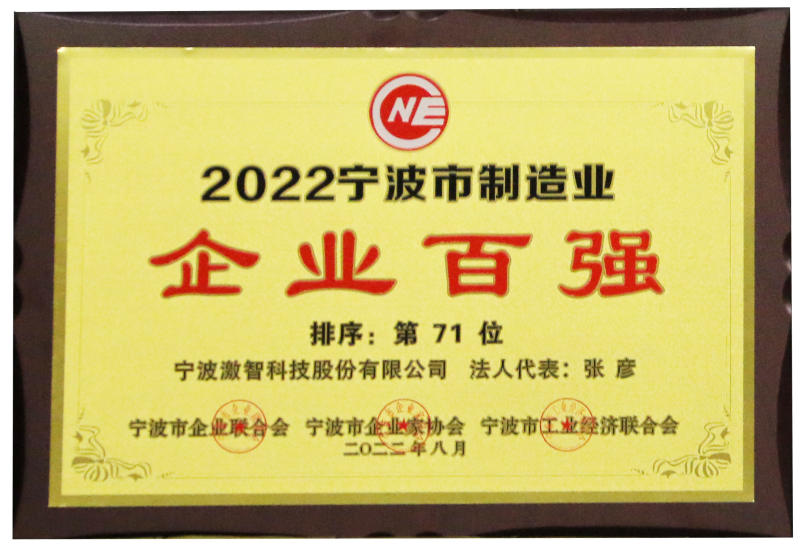 CNE
2022宁波市制造业
企业百强
排序：第 71 位
宁波激智科技股份有限公司 法人代表：张 彦
宁波市企业联合会 宁波市企业家协会 宁波市工业经济联合会
二〇二二年八月